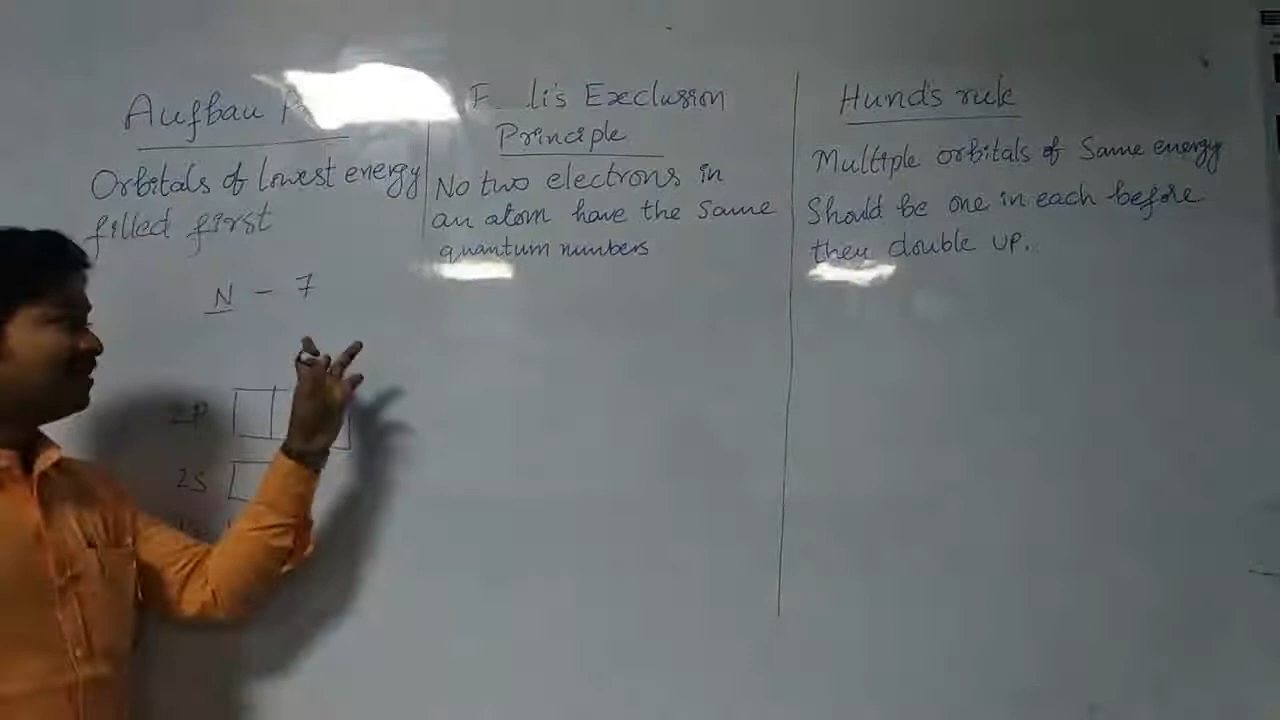 Aufbau
Orbitals of lowest energy
filled first
N - 7
2P
2S
Exclusion
Principle
No two electrons in
an atom have the same
quantum numbers
Hund's rule
Multiple orbitals of Same energy
Should be one in each before
they double up.